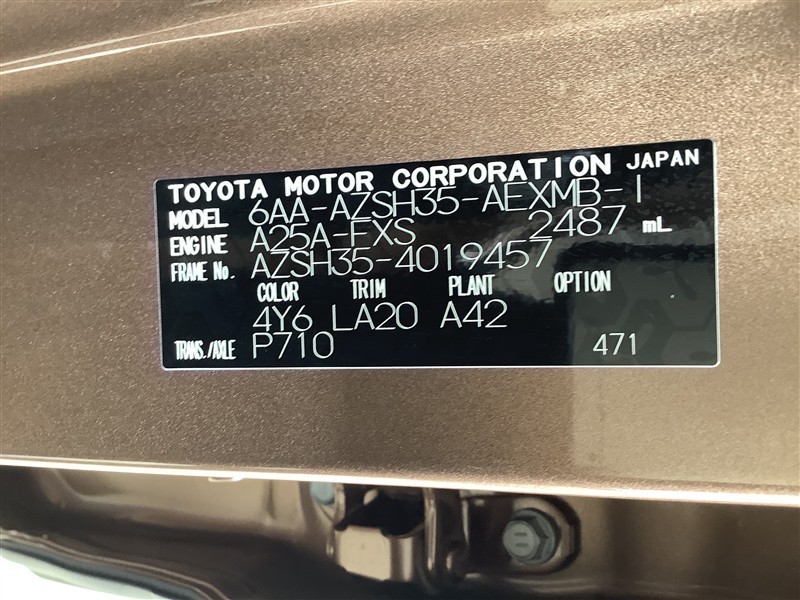 TOYOTA MOTOR CORPORATION JAPAN
MODEL 6AA-AZSH35-AEXMB-1
ENGINE A25A-FXS 2487 mL
FRAME No. AZSH35-4019457
COLOR TRIM PLANT OPTION
4Y6 LA20 A42
TRANS./AXLE P710 471